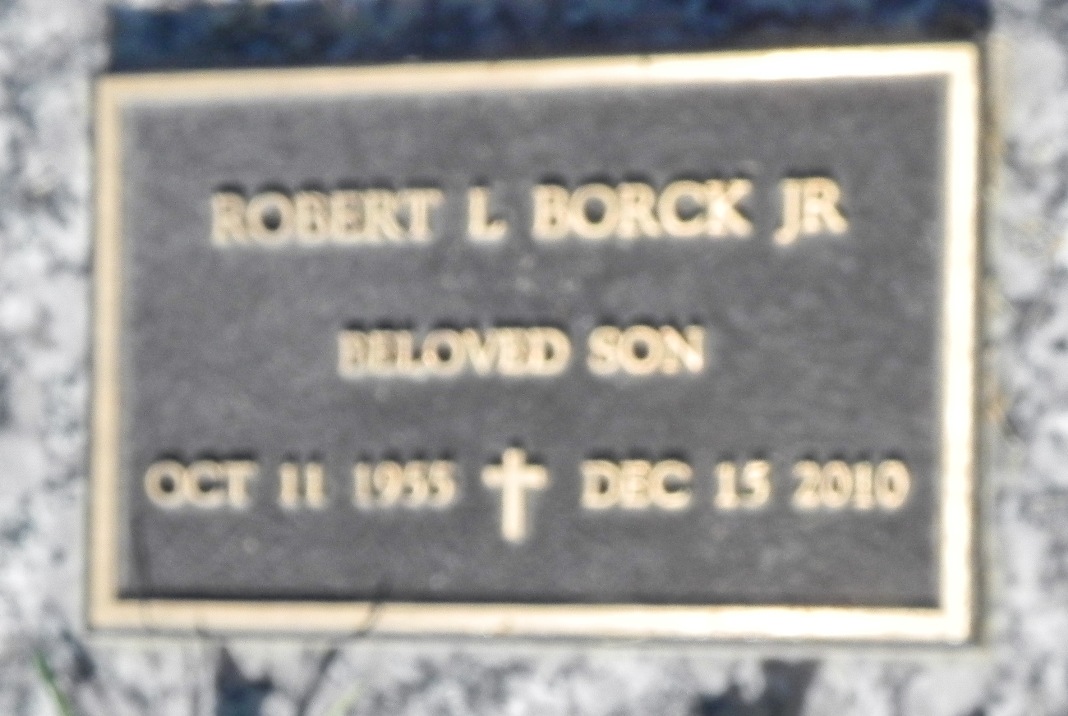 ROBERT L BORCK JR
BELOVED SON
OCT 11 1955 DEC 15 2010